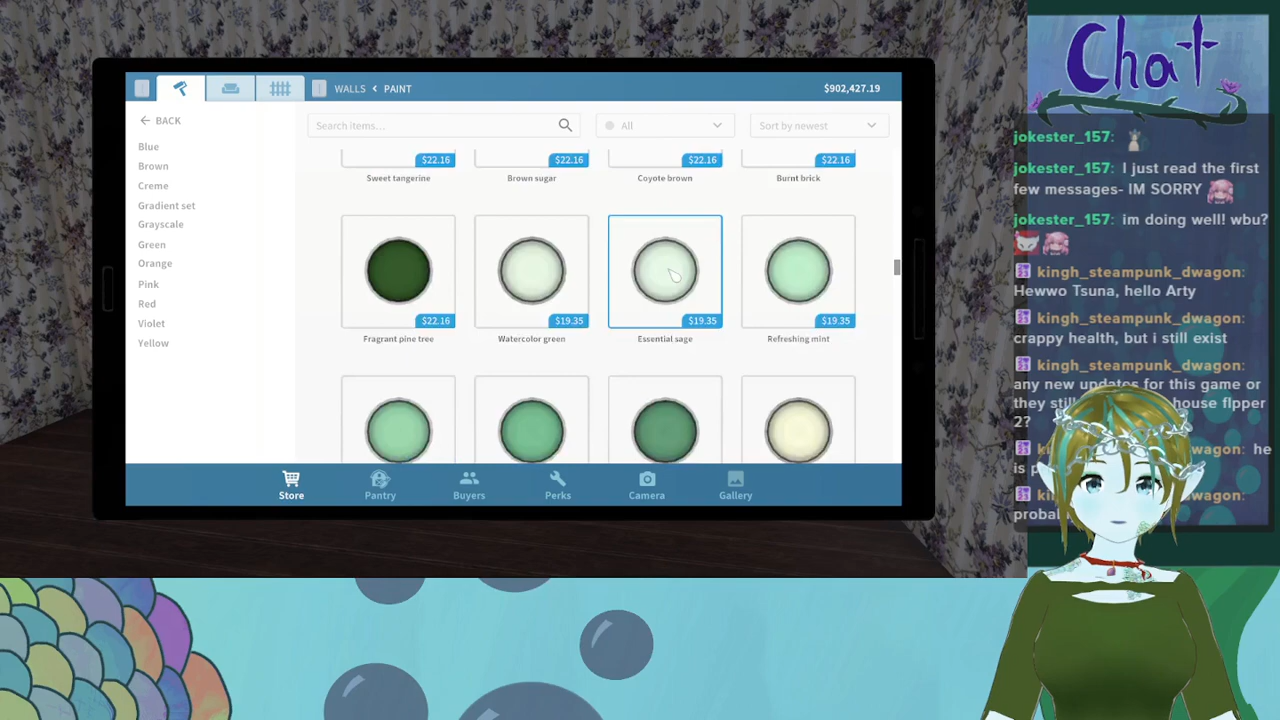 WALLS < PAINT
$902,427.19
BACK
Search items...
All
Sort by newest
Blue
Brown
Creme
Gradient set
Grayscale
Green
Orange
Pink
Red
Violet
Yellow
$22.16 $22.16 $22.16 $22.16
Sweet tangerine Brown sugar Coyote brown Burnt brick
$22.16 $19.35 $19.35 $19.35
Fragrant pine tree Watercolor green Essential sage Refreshing mint
Store Pantry Buyers Perks Camera Gallery
Chat
jokester_157:
jokester_157: I just read the first
few messages- IM SORRY
jokester_157: im doing well! wbu?
kingh_steampunk_dwagon:
Hewwo Tsuna, hello Arty
kingh_steampunk_dwagon:
crappy health, but i still exist
kingh_steampunk_dwagon:
any new updates for this game or
they house flpper
2?
kingh_steampunk_dwagon: he
is